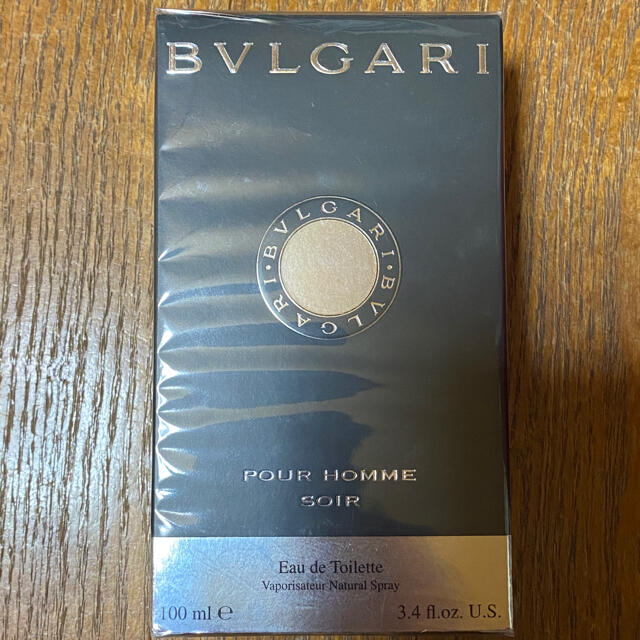 BVLGARI
BVLGARI • BVLGARI •
POUR HOMME
SOIR
Eau de Toilette
Vaporisateur Natural Spray
100 ml ℮ 3.4 fl.oz. U.S.